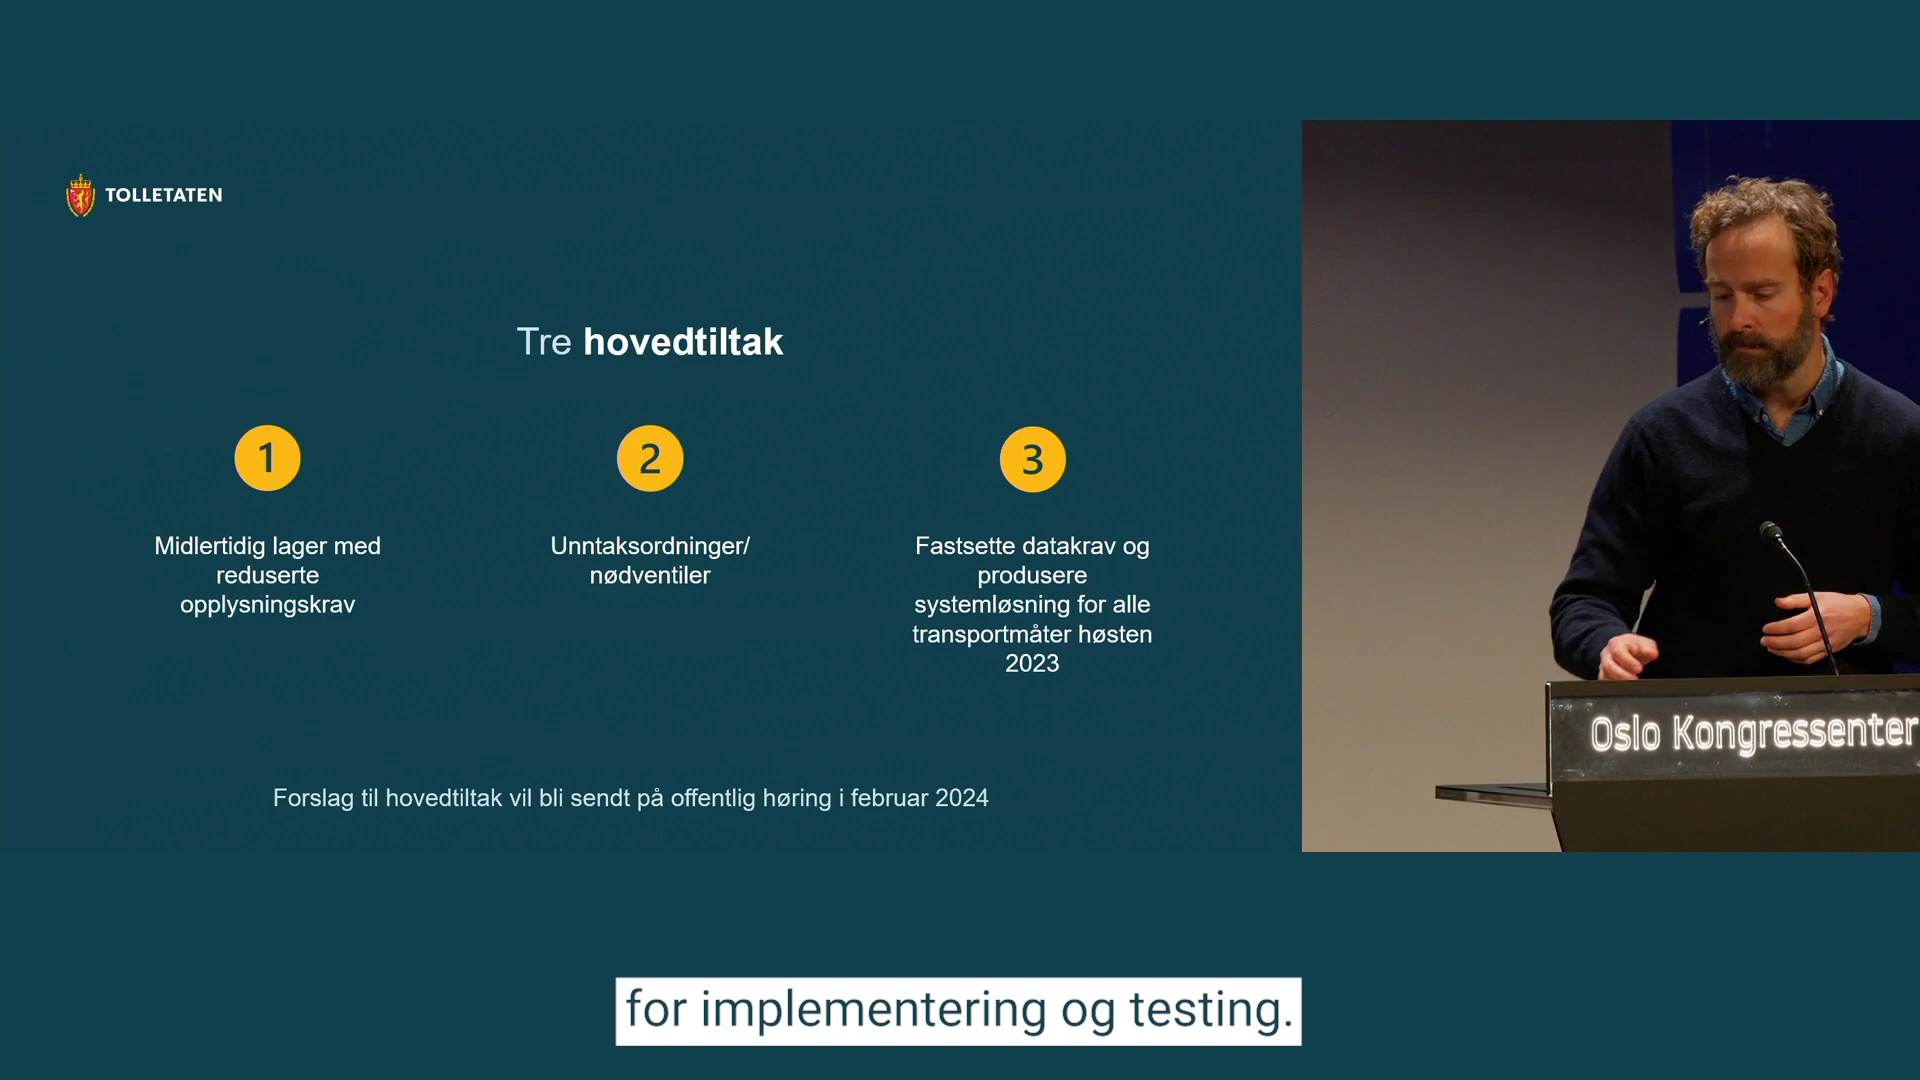 TOLLETATEN
Tre hovedtiltak
1
Midlertidig lager med
reduserte
opplysningskrav
2
Unntaksordninger/
nødventiler
3
Fastsette datakrav og
produsere
systemløsning for alle
transportmåter høsten
2023
Forslag til hovedtiltak vil bli sendt på offentlig høring i februar 2024
Oslo Kongressenter
for implementering og testing.